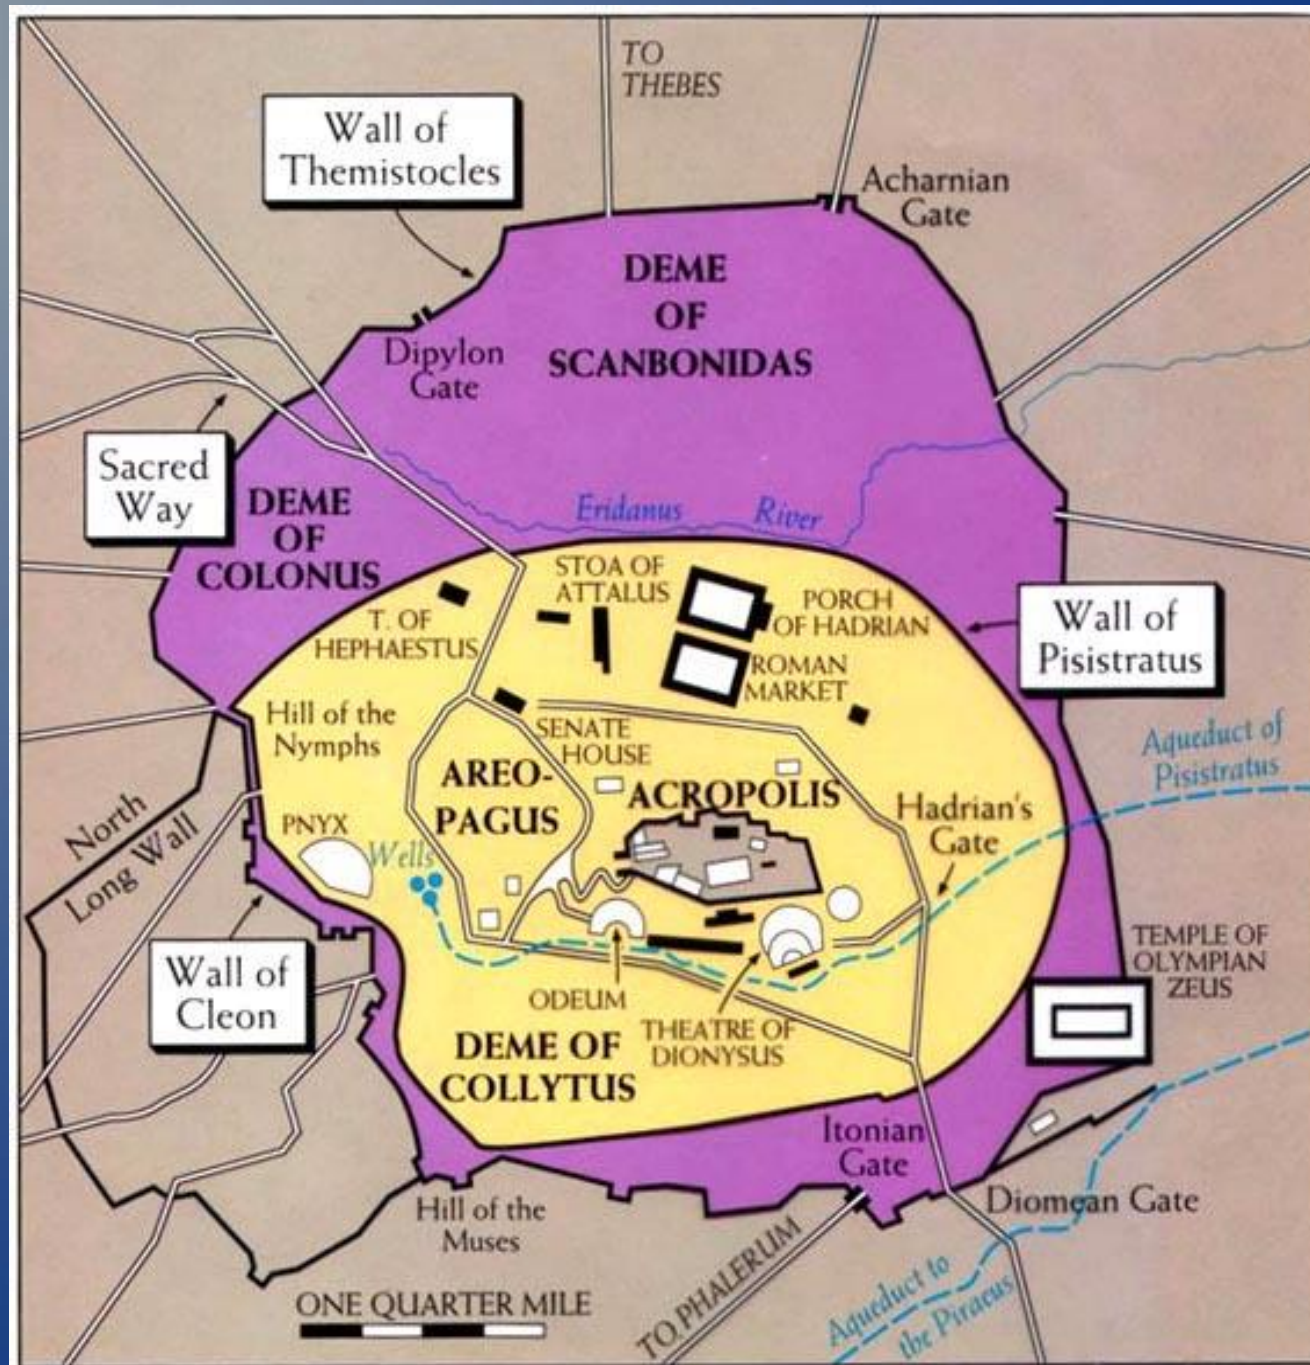 TO
THEBES
Wall of
Themistocles
Acharnian
Gate
DEME
OF
SCANBONIDAS
Dipylon
Gate
Sacred
Way
DEME
OF
COLONUS
Eridanus River
STOA OF
ATTALUS
T. OF
HEPHAESTUS
PORCH
OF HADRIAN
Wall of
Pisistratus
ROMAN
MARKET
Hill of the
Nymphs
SENATE
HOUSE
Aqueduct of
Pisistratus
AREO-
PAGUS
ACROPOLIS
Hadrian's
Gate
North
Long Wall
PNYX
Wells
Wall of
Cleon
TEMPLE OF
OLYMPIAN
ZEUS
ODEUM
THEATRE OF
DIONYSUS
DEME OF
COLLYTUS
Itonian
Gate
Diomean Gate
Hill of the
Muses
TO PHALERUM
Aqueduct to
the Piraeus
ONE QUARTER MILE